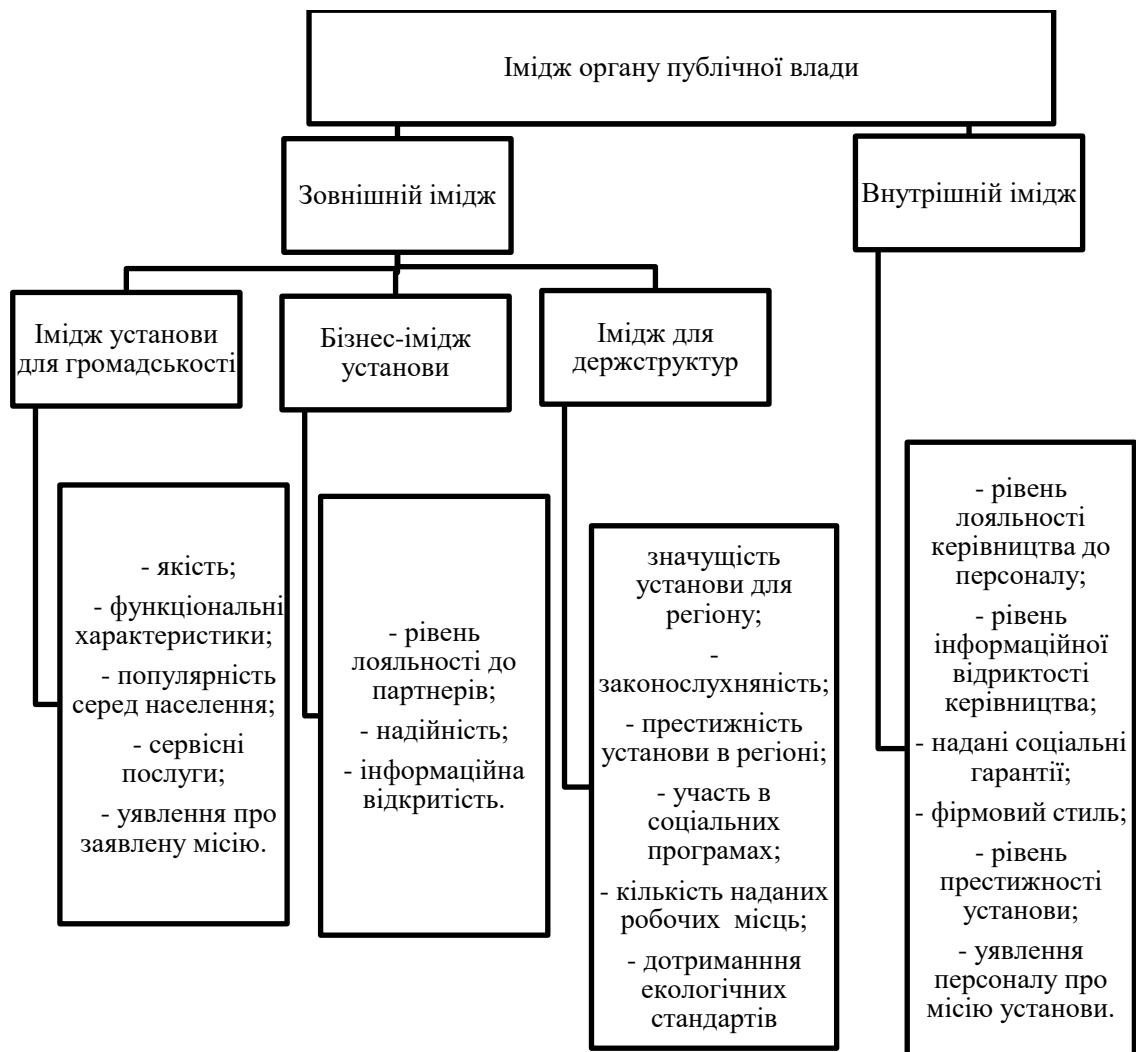 Імідж органу публічної влади
Зовнішній імідж
Внутрішній імідж
Імідж установи
для громадськості
Бізнес-імідж
установи
Імідж для
держструктур
- якість;
- функціональні
характеристики;
- популярність
серед населення;
- сервісні
послуги;
- уявлення про
заявлену місію.
- рівень
лояльності до
партнерів;
- надійність;
- інформаційна
відкритість.
значущість
установи для
регіону;
-
законослухняність;
- престижність
установи в регіоні;
- участь в
соціальних
програмах;
- кількість наданих
робочих місць;
- дотриманння
екологічних
стандартів
- рівень
лояльності
керівництва до
персоналу;
- рівень
інформаційної
відриктості
керівництва;
- надані соціальні
гарантії;
- фірмовий стиль;
- рівень
престижності
установи;
- уявлення
персоналу про
місію установи.